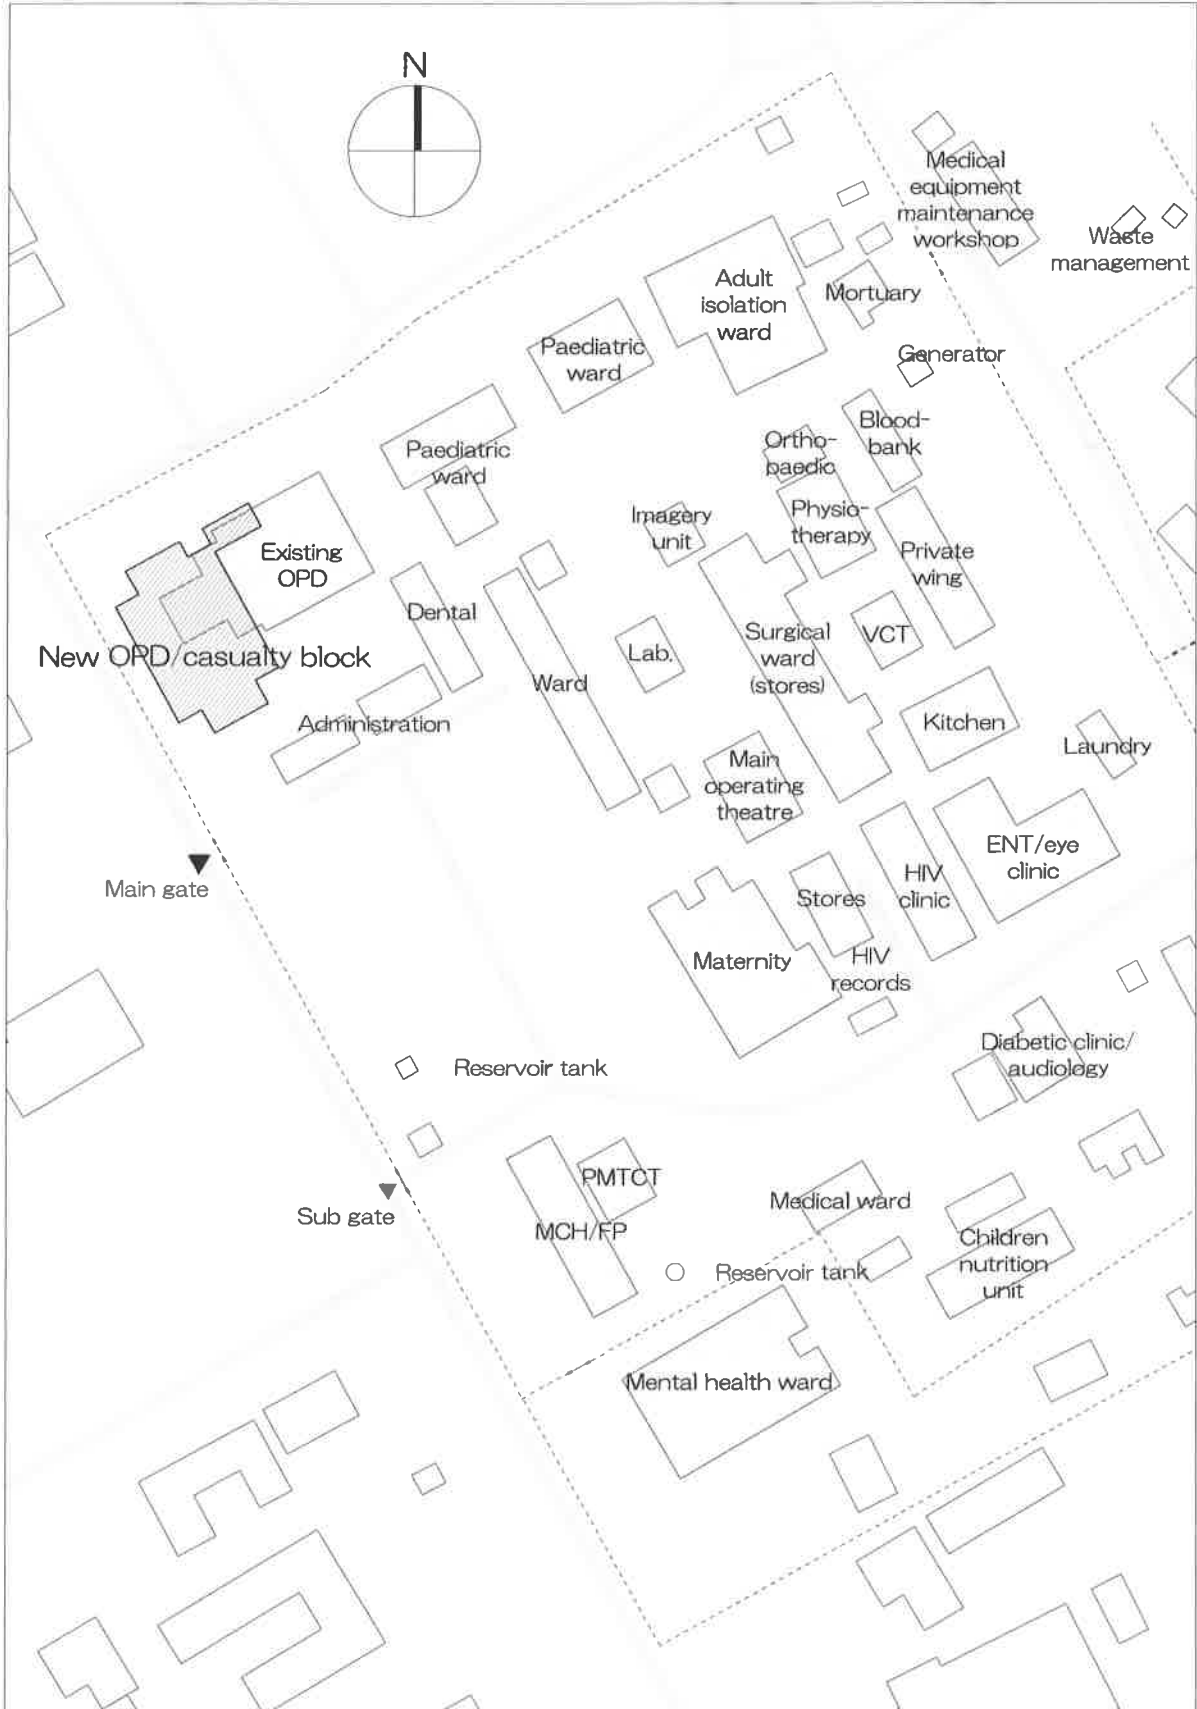 N
Medical
equipment
maintenance
workshop
Waste
management
Adult
isolation
ward
Mortuary
Paediatric
ward
Generator
Blood-
bank
Ortho-
paedic
Paediatric
ward
Imagery
unit
Physio-
therapy
Private
wing
Existing
OPD
Dental
New OPD/casualty block
Lab.
Surgical
ward
(stores)
VCT
Ward
Administration
Kitchen
Laundry
Main
operating
theatre
Main gate
ENT/eye
clinic
HIV
clinic
Stores
Maternity
HIV
records
Reservoir tank
Diabetic clinic/
audiology
PMTCT
Sub gate
MCH/FP
Medical ward
Children
nutrition
unit
Reservoir tank
Mental health ward